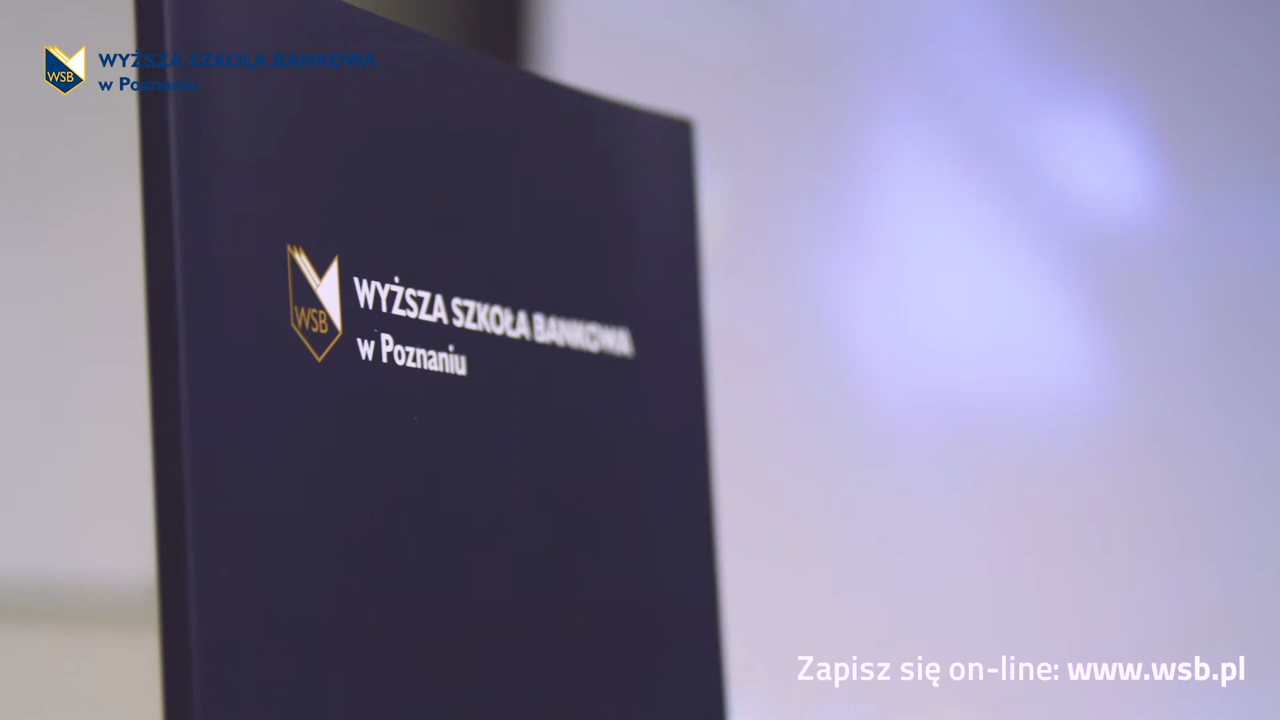 WSB
WYŻSZA SZKOŁA BANKOWA
w Poznaniu
WSB
WYŻSZA SZKOŁA BANKOWA
w Poznaniu
Zapisz się on-line: www.wsb.pl